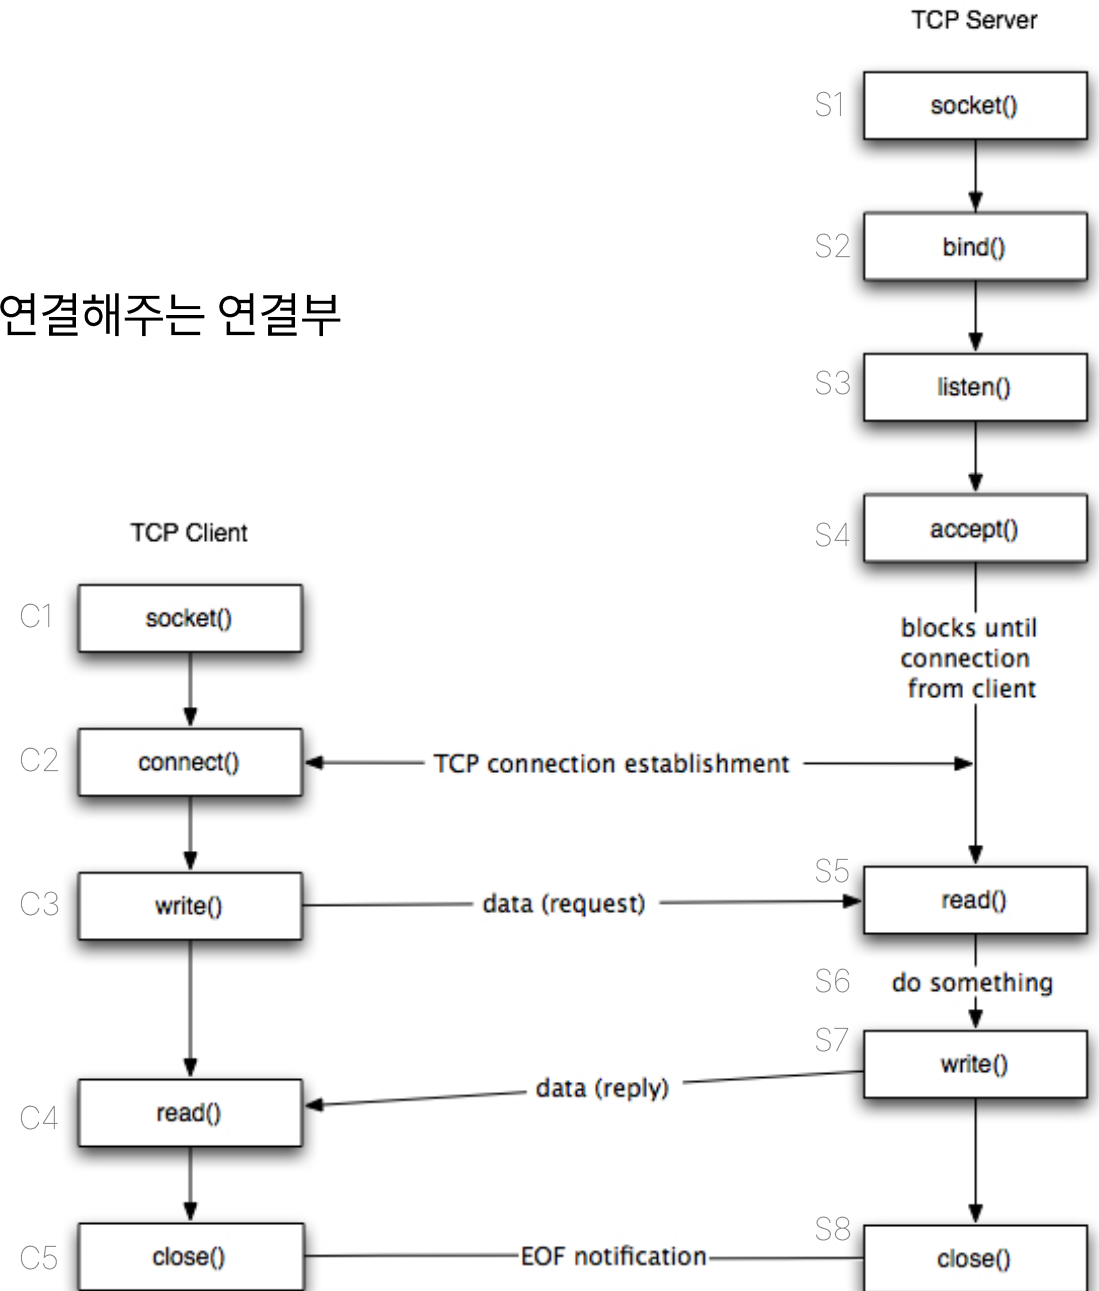 TCP Server
S1
socket()
S2
bind()
연결해주는 연결부
S3
listen()
S4
accept()
TCP Client
blocks until
connection
from client
C1
socket()
C2
connect()
TCP connection establishment
S5
C3
write()
data (request)
read()
S6
do something
S7
write()
data (reply)
C4
read()
S8
C5
close()
EOF notification
close()